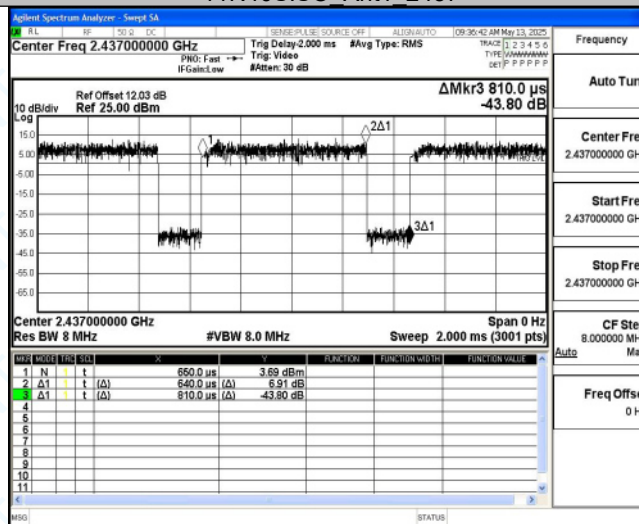 Agilent Spectrum Analyzer - Swept SA
RL RF 50 Ω DC SENSE:PULSE SOURCE OFF ALIGNAUTO 09:36:42 AM May 13, 2025
Center Freq 2.437000000 GHz
PNO: Fast
IFGain:Low
Trig Delay-2.000 ms #Avg Type: RMS
Trig: Video
#Atten: 30 dB
TRACE 1 2 3 4 5 6
TYPE
DET P P P P P P
Ref Offset 12.03 dB
10 dB/div Ref 25.00 dBm
ΔMkr3 810.0 µs
-43.80 dB
Log
15.0
5.00
-5.00
-15.0
-25.0
-35.0
-45.0
-55.0
-65.0
1
2Δ1
3Δ1
TRIG LVL
Center 2.437000000 GHz Span 0 Hz
Res BW 8 MHz #VBW 8.0 MHz Sweep 2.000 ms (3001 pts)
MKR MODE TRC SCL X Y FUNCTION FUNCTION WIDTH FUNCTION VALUE
1 N 1 t 650.0 µs 3.69 dBm
2 Δ1 1 t (Δ) 640.0 µs (Δ) 6.91 dB
3 Δ1 1 t (Δ) 810.0 µs (Δ) -43.80 dB
4
5
6
7
8
9
10
11
MSG STATUS
Frequency
Auto Tun
Center Fre
2.437000000 GH
Start Fre
2.437000000 GH
Stop Fre
2.437000000 GH
CF Ste
8.000000 MH
Auto Ma
Freq Offse
0 H